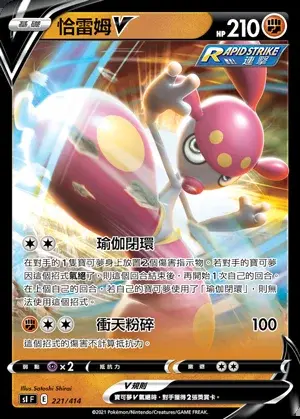 基礎 恰雷姆V HP 210
RAPID STRIKE
連擊
瑜伽閉環
在對手的1隻寶可夢身上放置2個傷害指示物。若對手的寶可夢
因這個招式氣絕了，則這個回合結束後，再開始1次自己的回合。
在上個自己的回合，若自己的寶可夢使用了「瑜伽閉環」，則無
法使用這個招式。
衝天粉碎 100
這個招式的傷害不計算抵抗力。
弱點 ×2 抵抗力 撤退
V規則
寶可夢V氣絕時，對手獲得2張獎賞卡。
Illus. Satoshi Shirai
sI F E 221/414
©2021 Pokémon/Nintendo/Creatures/GAME FREAK.